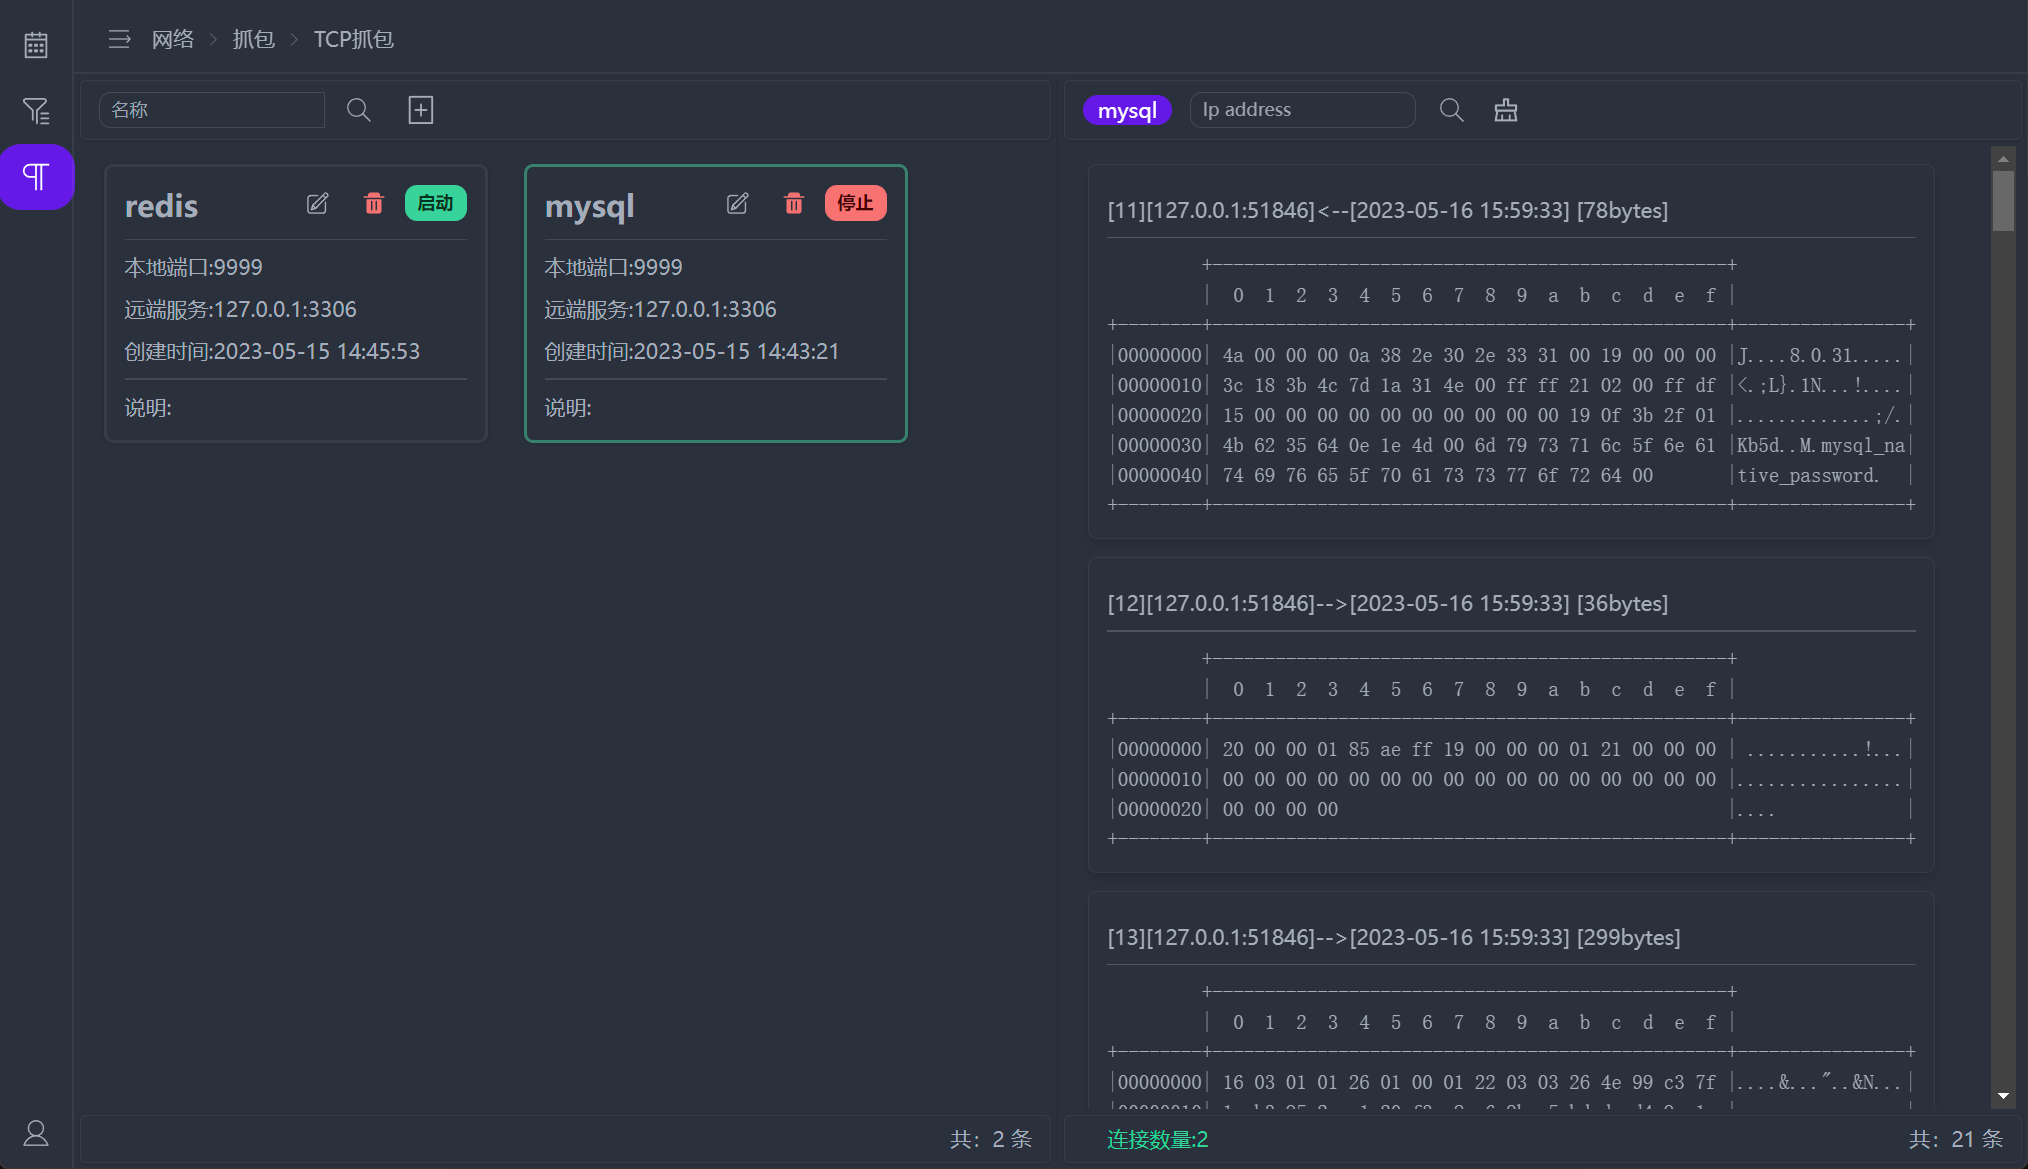 网络 > 抓包 > TCP抓包
名称
redis 启动
本地端口:9999
远端服务:127.0.0.1:3306
创建时间:2023-05-15 14:45:53
说明:
mysql 停止
本地端口:9999
远端服务:127.0.0.1:3306
创建时间:2023-05-15 14:43:21
说明:
共：2 条
mysql Ip address
[11][127.0.0.1:51846]<--[2023-05-16 15:59:33] [78bytes]
+-------------------------------------------------+
|  0  1  2  3  4  5  6  7  8  9  a  b  c  d  e  f |
+--------+-------------------------------------------------+----------------+
|00000000| 4a 00 00 00 0a 38 2e 30 2e 33 31 00 19 00 00 00 |J....8.0.31.....|
|00000010| 3c 18 3b 4c 7d 1a 31 4e 00 ff ff 21 02 00 ff df |<.;L}.1N...!....|
|00000020| 15 00 00 00 00 00 00 00 00 00 00 19 0f 3b 2f 01 |.............;/.|
|00000030| 4b 62 35 64 0e 1e 4d 00 6d 79 73 71 6c 5f 6e 61 |Kb5d..M.mysql_na|
|00000040| 74 69 76 65 5f 70 61 73 73 77 6f 72 64 00       |tive_password.  |
+--------+-------------------------------------------------+----------------+
[12][127.0.0.1:51846]-->[2023-05-16 15:59:33] [36bytes]
+-------------------------------------------------+
|  0  1  2  3  4  5  6  7  8  9  a  b  c  d  e  f |
+--------+-------------------------------------------------+----------------+
|00000000| 20 00 00 01 85 ae ff 19 00 00 00 01 21 00 00 00 | ...........!...|
|00000010| 00 00 00 00 00 00 00 00 00 00 00 00 00 00 00 00 |................|
|00000020| 00 00 00 00                                     |....            |
+--------+-------------------------------------------------+----------------+
[13][127.0.0.1:51846]-->[2023-05-16 15:59:33] [299bytes]
+-------------------------------------------------+
|  0  1  2  3  4  5  6  7  8  9  a  b  c  d  e  f |
+--------+-------------------------------------------------+----------------+
|00000000| 16 03 01 01 26 01 00 01 22 03 03 26 4e 99 c3 7f |....&..."..&N...|
连接数量:2
共：21 条